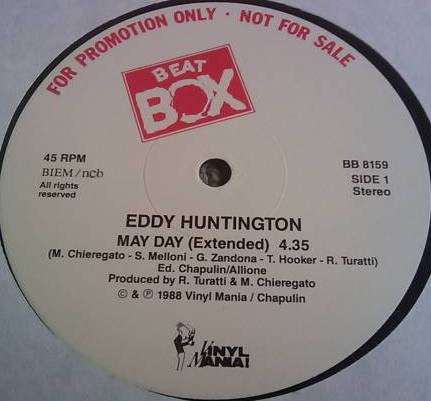 FOR PROMOTION ONLY · NOT FOR SALE
BEAT
BOX
45 RPM
BIEM/ncb
All rights
reserved
BB 8159
SIDE 1
Stereo
EDDY HUNTINGTON
MAY DAY (Extended) 4.35
(M. Chieregato - S. Melloni - G. Zandona - T. Hooker - R. Turatti)
Ed. Chapulin/Allione
Produced by R. Turatti & M. Chieregato
© & ℗ 1988 Vinyl Mania / Chapulin
VINYL
MANIA!